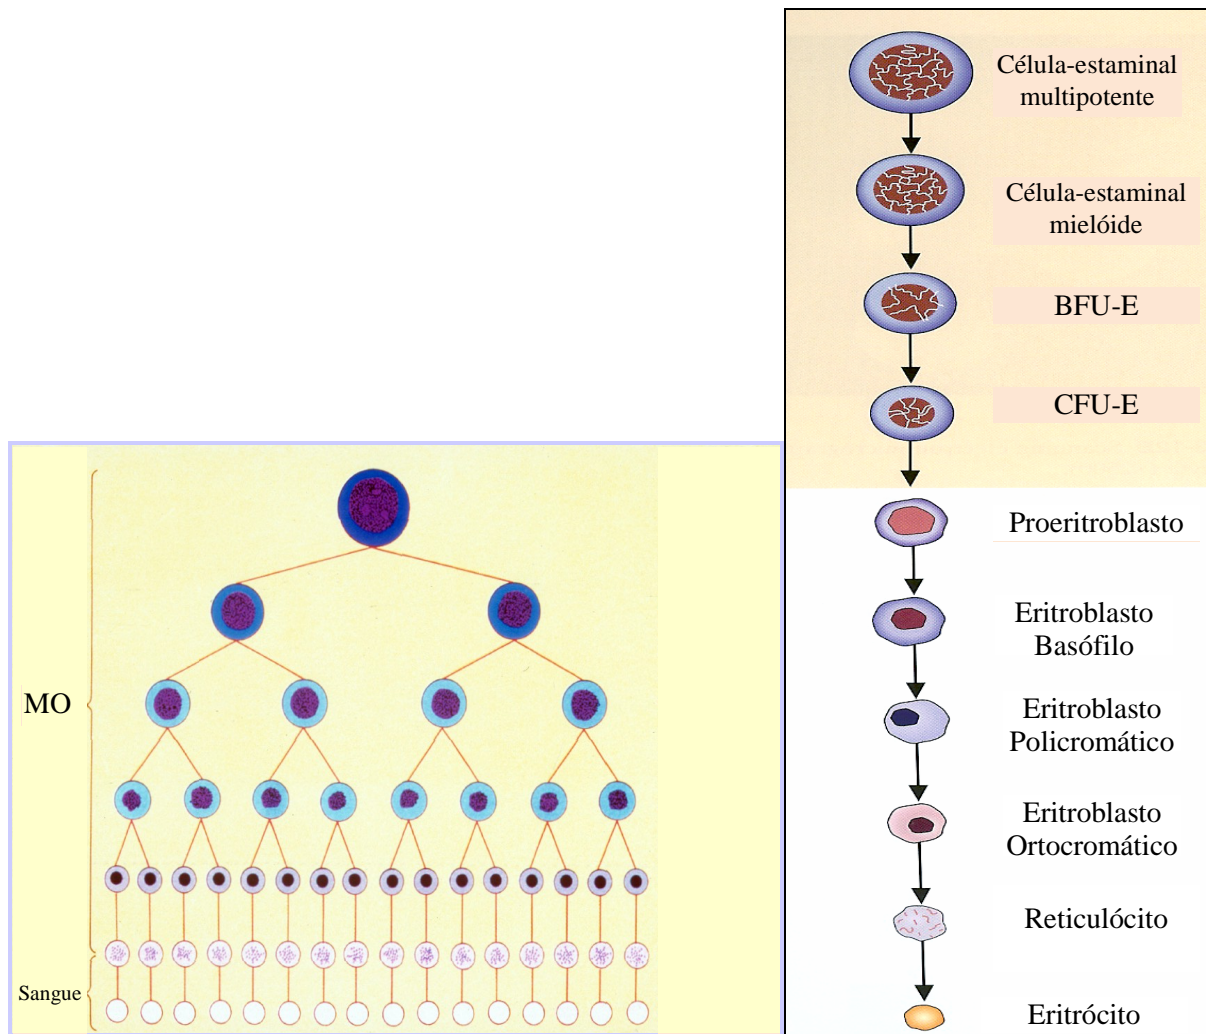 Célula-estaminal
multipotente
Célula-estaminal
mielóide
BFU-E
CFU-E
Proeritroblasto
Eritroblasto
Basófilo
Eritroblasto
Policromático
Eritroblasto
Ortocromático
Reticulócito
Eritrócito
MO
Sangue